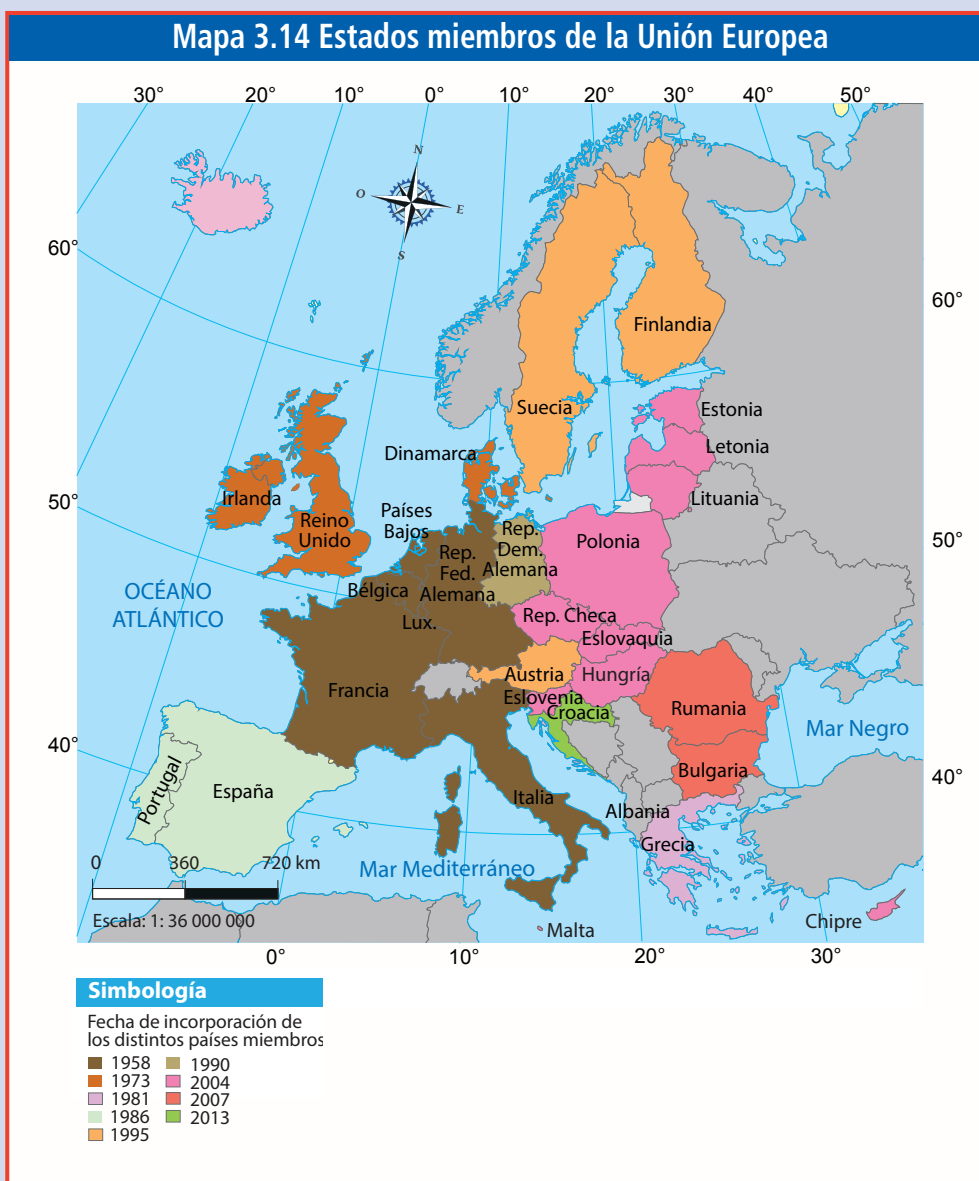 Mapa 3.14 Estados miembros de la Unión Europea
30° 20° 10° 0° 10° 20° 30° 40° 50°
N
O
E
S
60°
60°
Finlandia
Suecia
Estonia
Letonia
Dinamarca
Lituania
50°
Irlanda
Reino
Unido
Países
Bajos
Rep.
Dem.
Alemana
Polonia
50°
Rep.
Fed.
Alemana
Bélgica
OCÉANO
ATLÁNTICO
Lux.
Rep. Checa
Eslovaquia
Austria
Hungría
Francia
Eslovenia
Croacia
Rumania
Mar Negro
40°
Bulgaria
40°
Portugal
España
Italia
Albania
Grecia
0 360 720 km
Mar Mediterráneo
Escala: 1: 36 000 000
Malta
Chipre
0° 10° 20° 30°
Simbología
Fecha de incorporación de
los distintos países miembros
1958 1990
1973 2004
1981 2007
1986 2013
1995